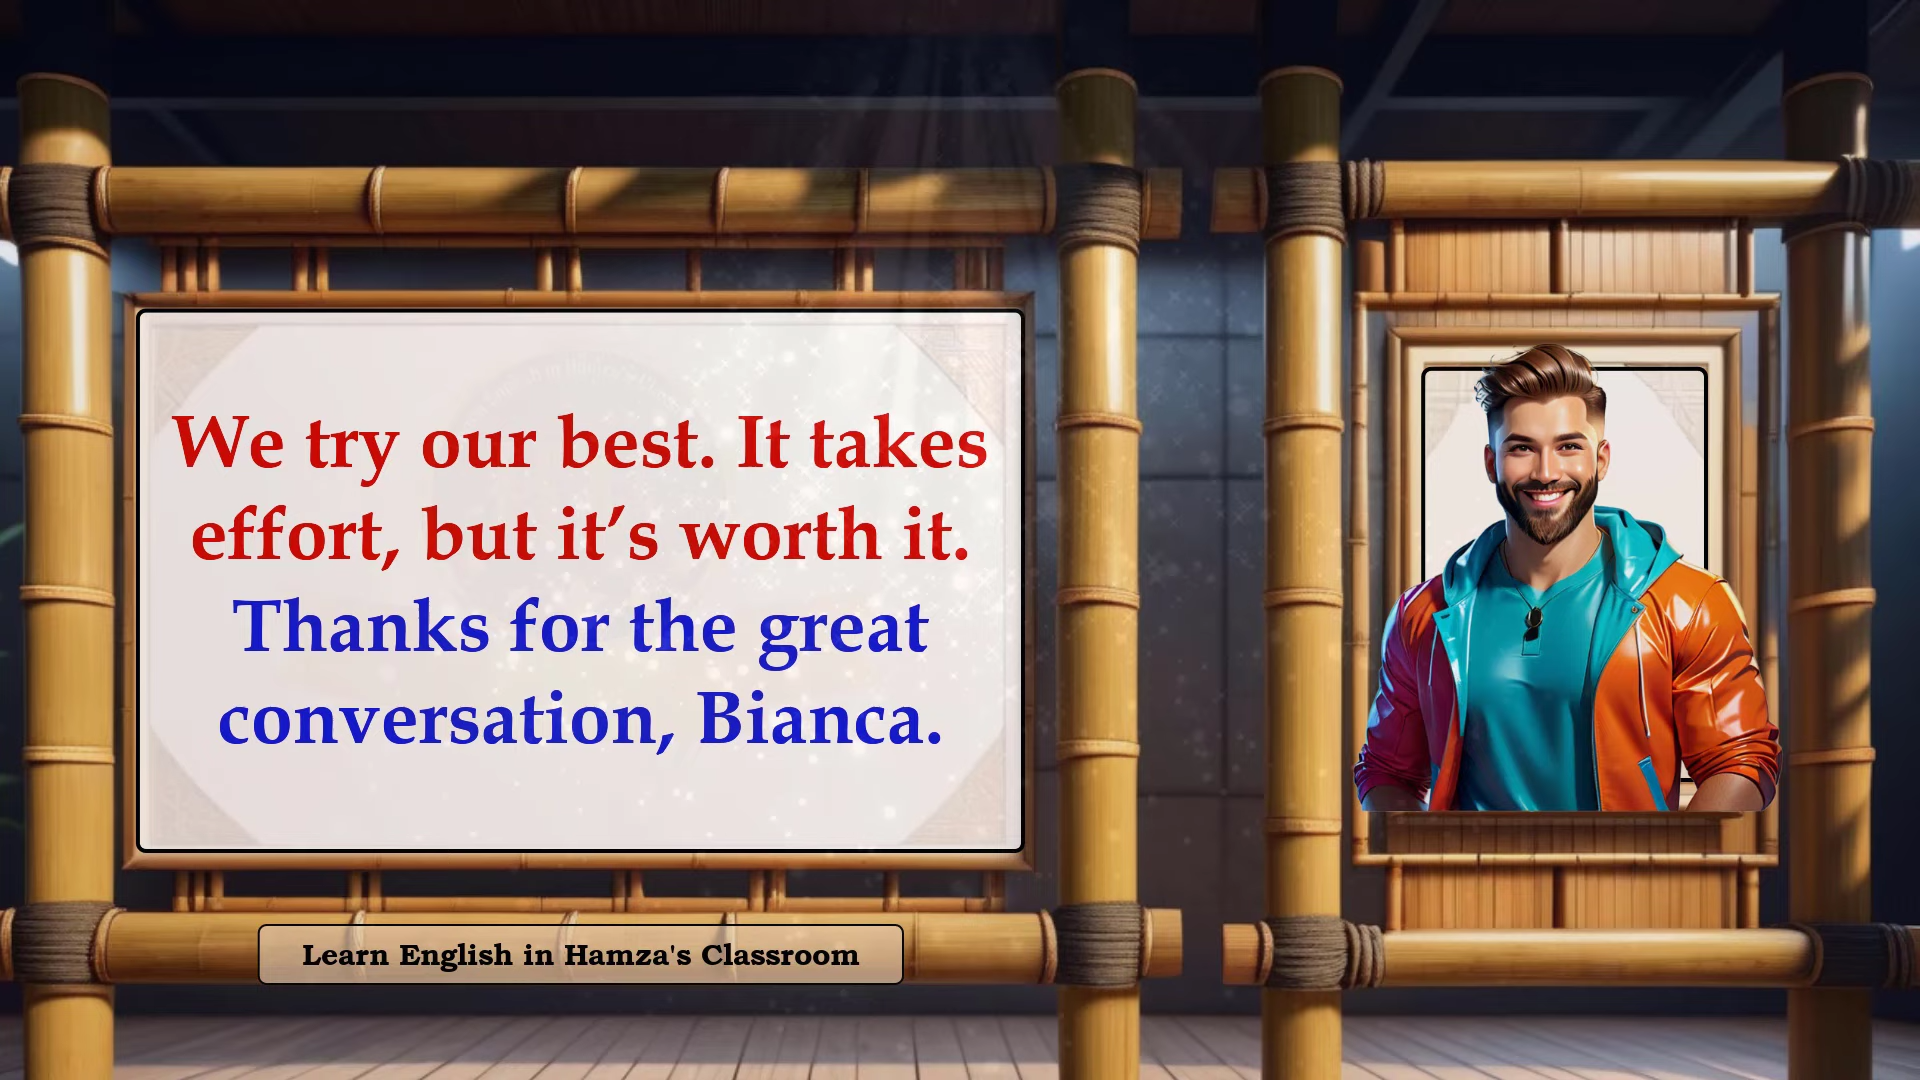 We try our best. It takes
effort, but it’s worth it.
Thanks for the great
conversation, Bianca.
Learn English in Hamza's Classroom